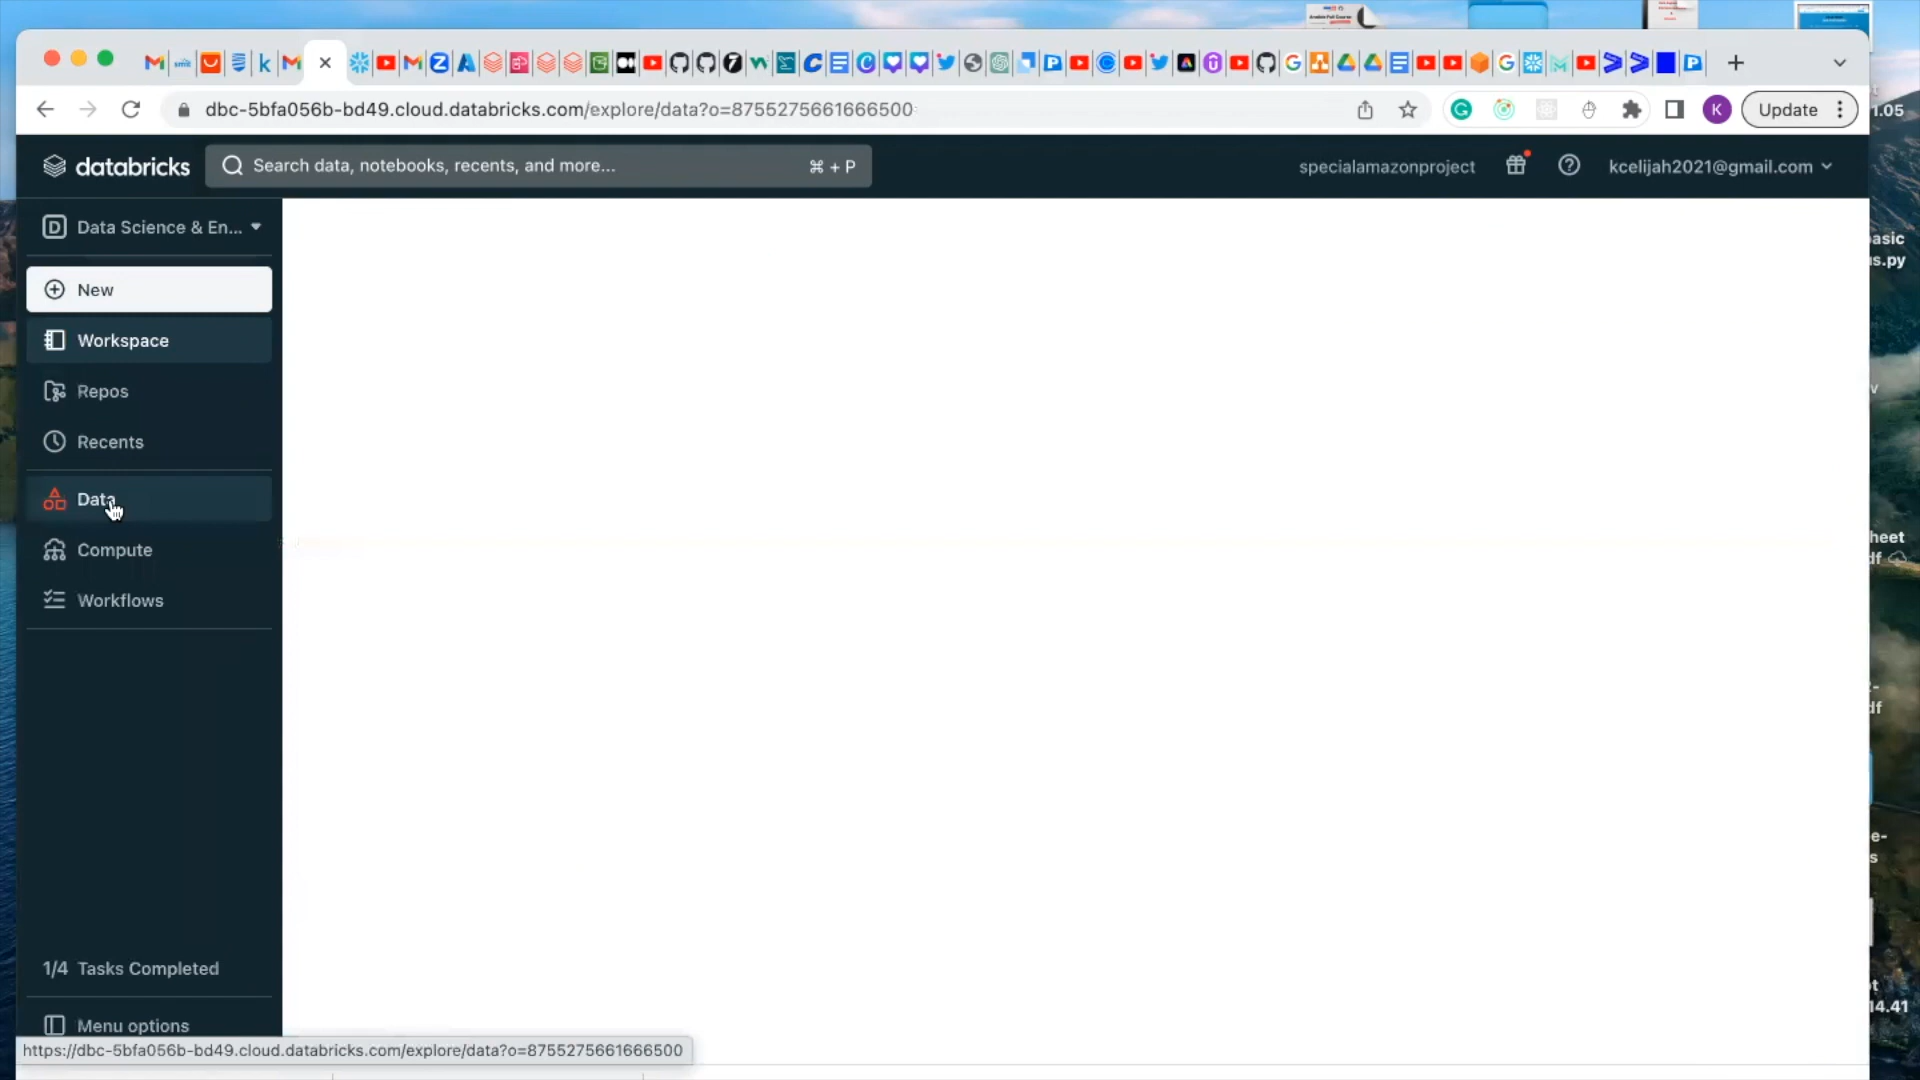 dbc-5bfa056b-bd49.cloud.databricks.com/explore/data?o=8755275661666500
K
Update
1.05
databricks
Search data, notebooks, recents, and more...
⌘ + P
specialamazonproject
kcelijah2021@gmail.com
D Data Science & En...
New
Workspace
Repos
Recents
Data
Compute
Workflows
1/4 Tasks Completed
Menu options
https://dbc-5bfa056b-bd49.cloud.databricks.com/explore/data?o=8755275661666500
asic
s.py
heet
df
14.41